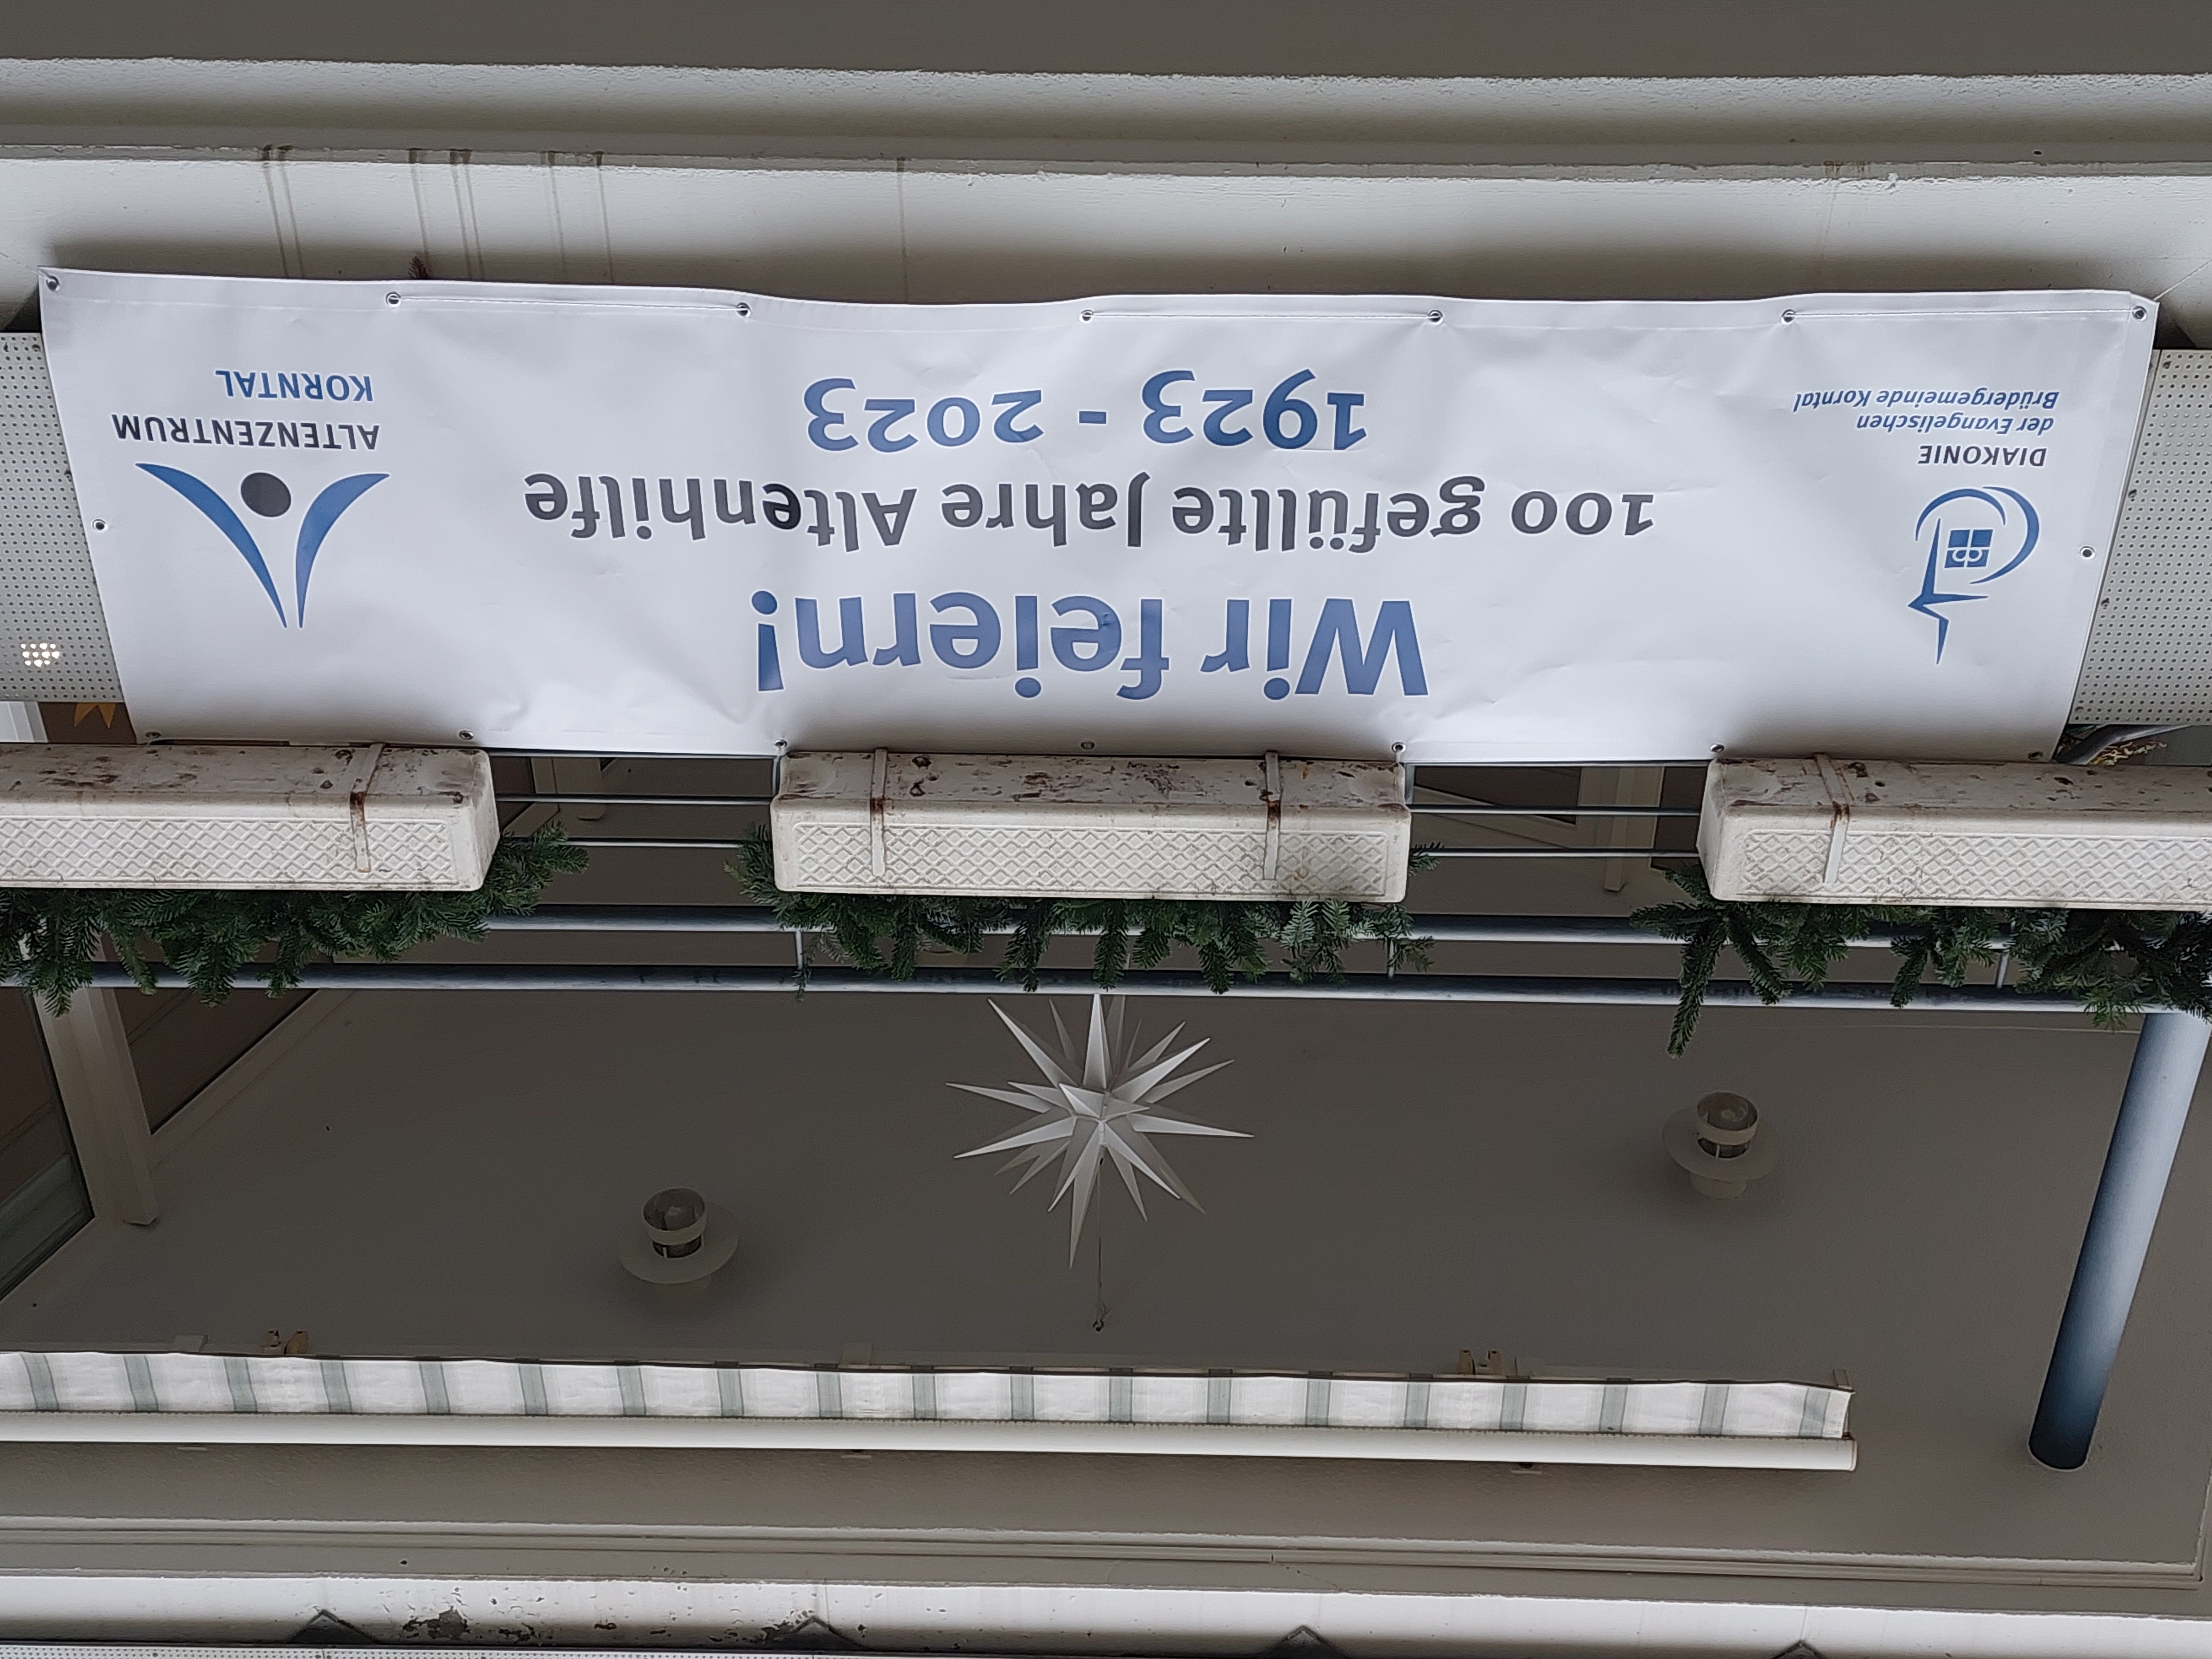 DIAKONIE
der Evangelischen
Brüdergemeinde Korntal
Wir feiern!
100 gefüllte Jahre Altenhilfe
1923 - 2023
ALTENZENTRUM
KORNTAL